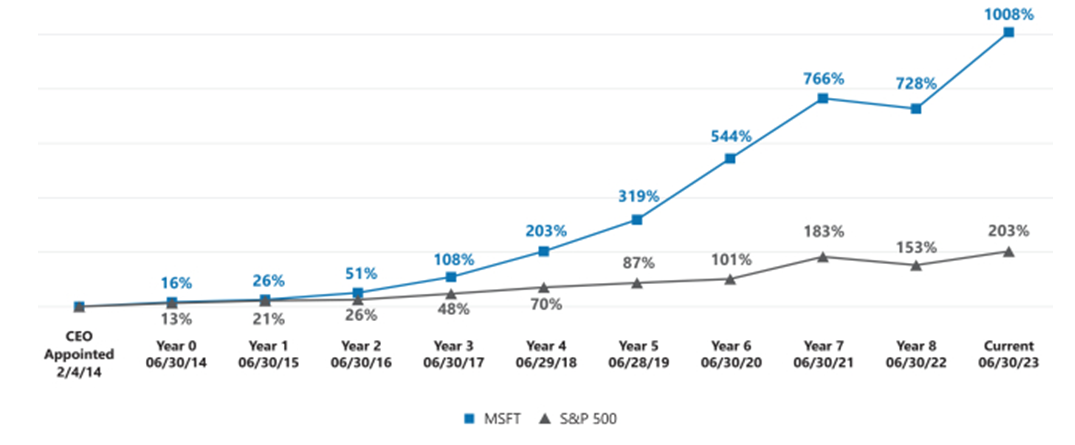 1008%
766%
728%
544%
319%
203%
108%
51%
26%
16%
13%
21%
26%
48%
70%
87%
101%
183%
153%
203%
CEO
Appointed
2/4/14
Year 0
06/30/14
Year 1
06/30/15
Year 2
06/30/16
Year 3
06/30/17
Year 4
06/29/18
Year 5
06/28/19
Year 6
06/30/20
Year 7
06/30/21
Year 8
06/30/22
Current
06/30/23
MSFT
S&P 500